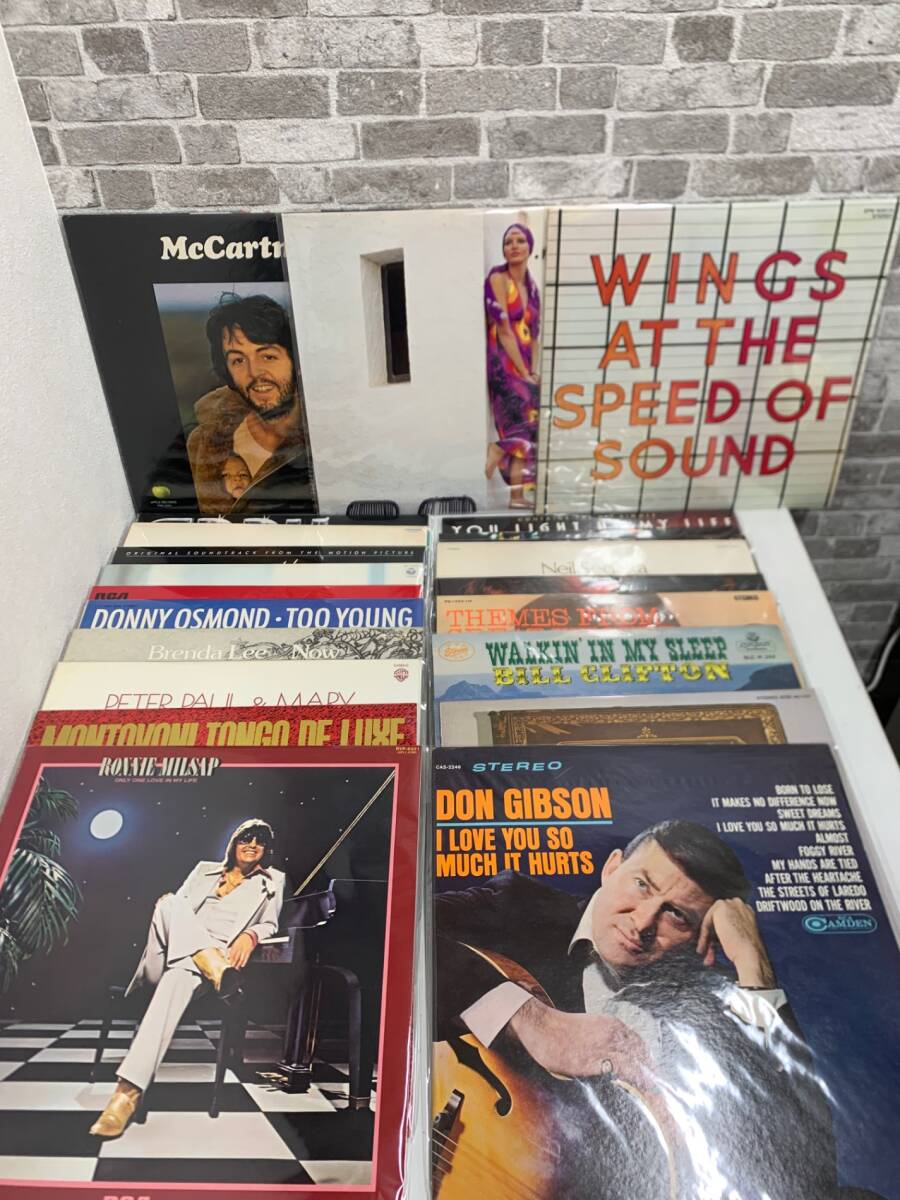 McCartn
WINGS
AT THE
SPEED OF
SOUND
ORIGINAL SOUNDTRACK FROM THE MOTION PICTURE
RCA
DONNY OSMOND · TOO YOUNG
Brenda Lee Now
PETER PAUL & MARY
MONTOVONI TONGO DE LUXE
RONNIE MILSAP
ONLY ONE LOVE IN MY LIFE
YOU LIGHT MY LIFE
Neil
THEMES FROM
WALKIN' IN MY SLEEP
BILL CLIFTON
CAS-2246
STEREO
DON GIBSON
I LOVE YOU SO
MUCH IT HURTS
BORN TO LOSE
IT MAKES NO DIFFERENCE NOW
SWEET DREAMS
I LOVE YOU SO MUCH IT HURTS
ALMOST
FOGGY RIVER
MY HANDS ARE TIED
AFTER THE HEARTACHE
THE STREETS OF LAREDO
DRIFTWOOD ON THE RIVER
CAMDEN